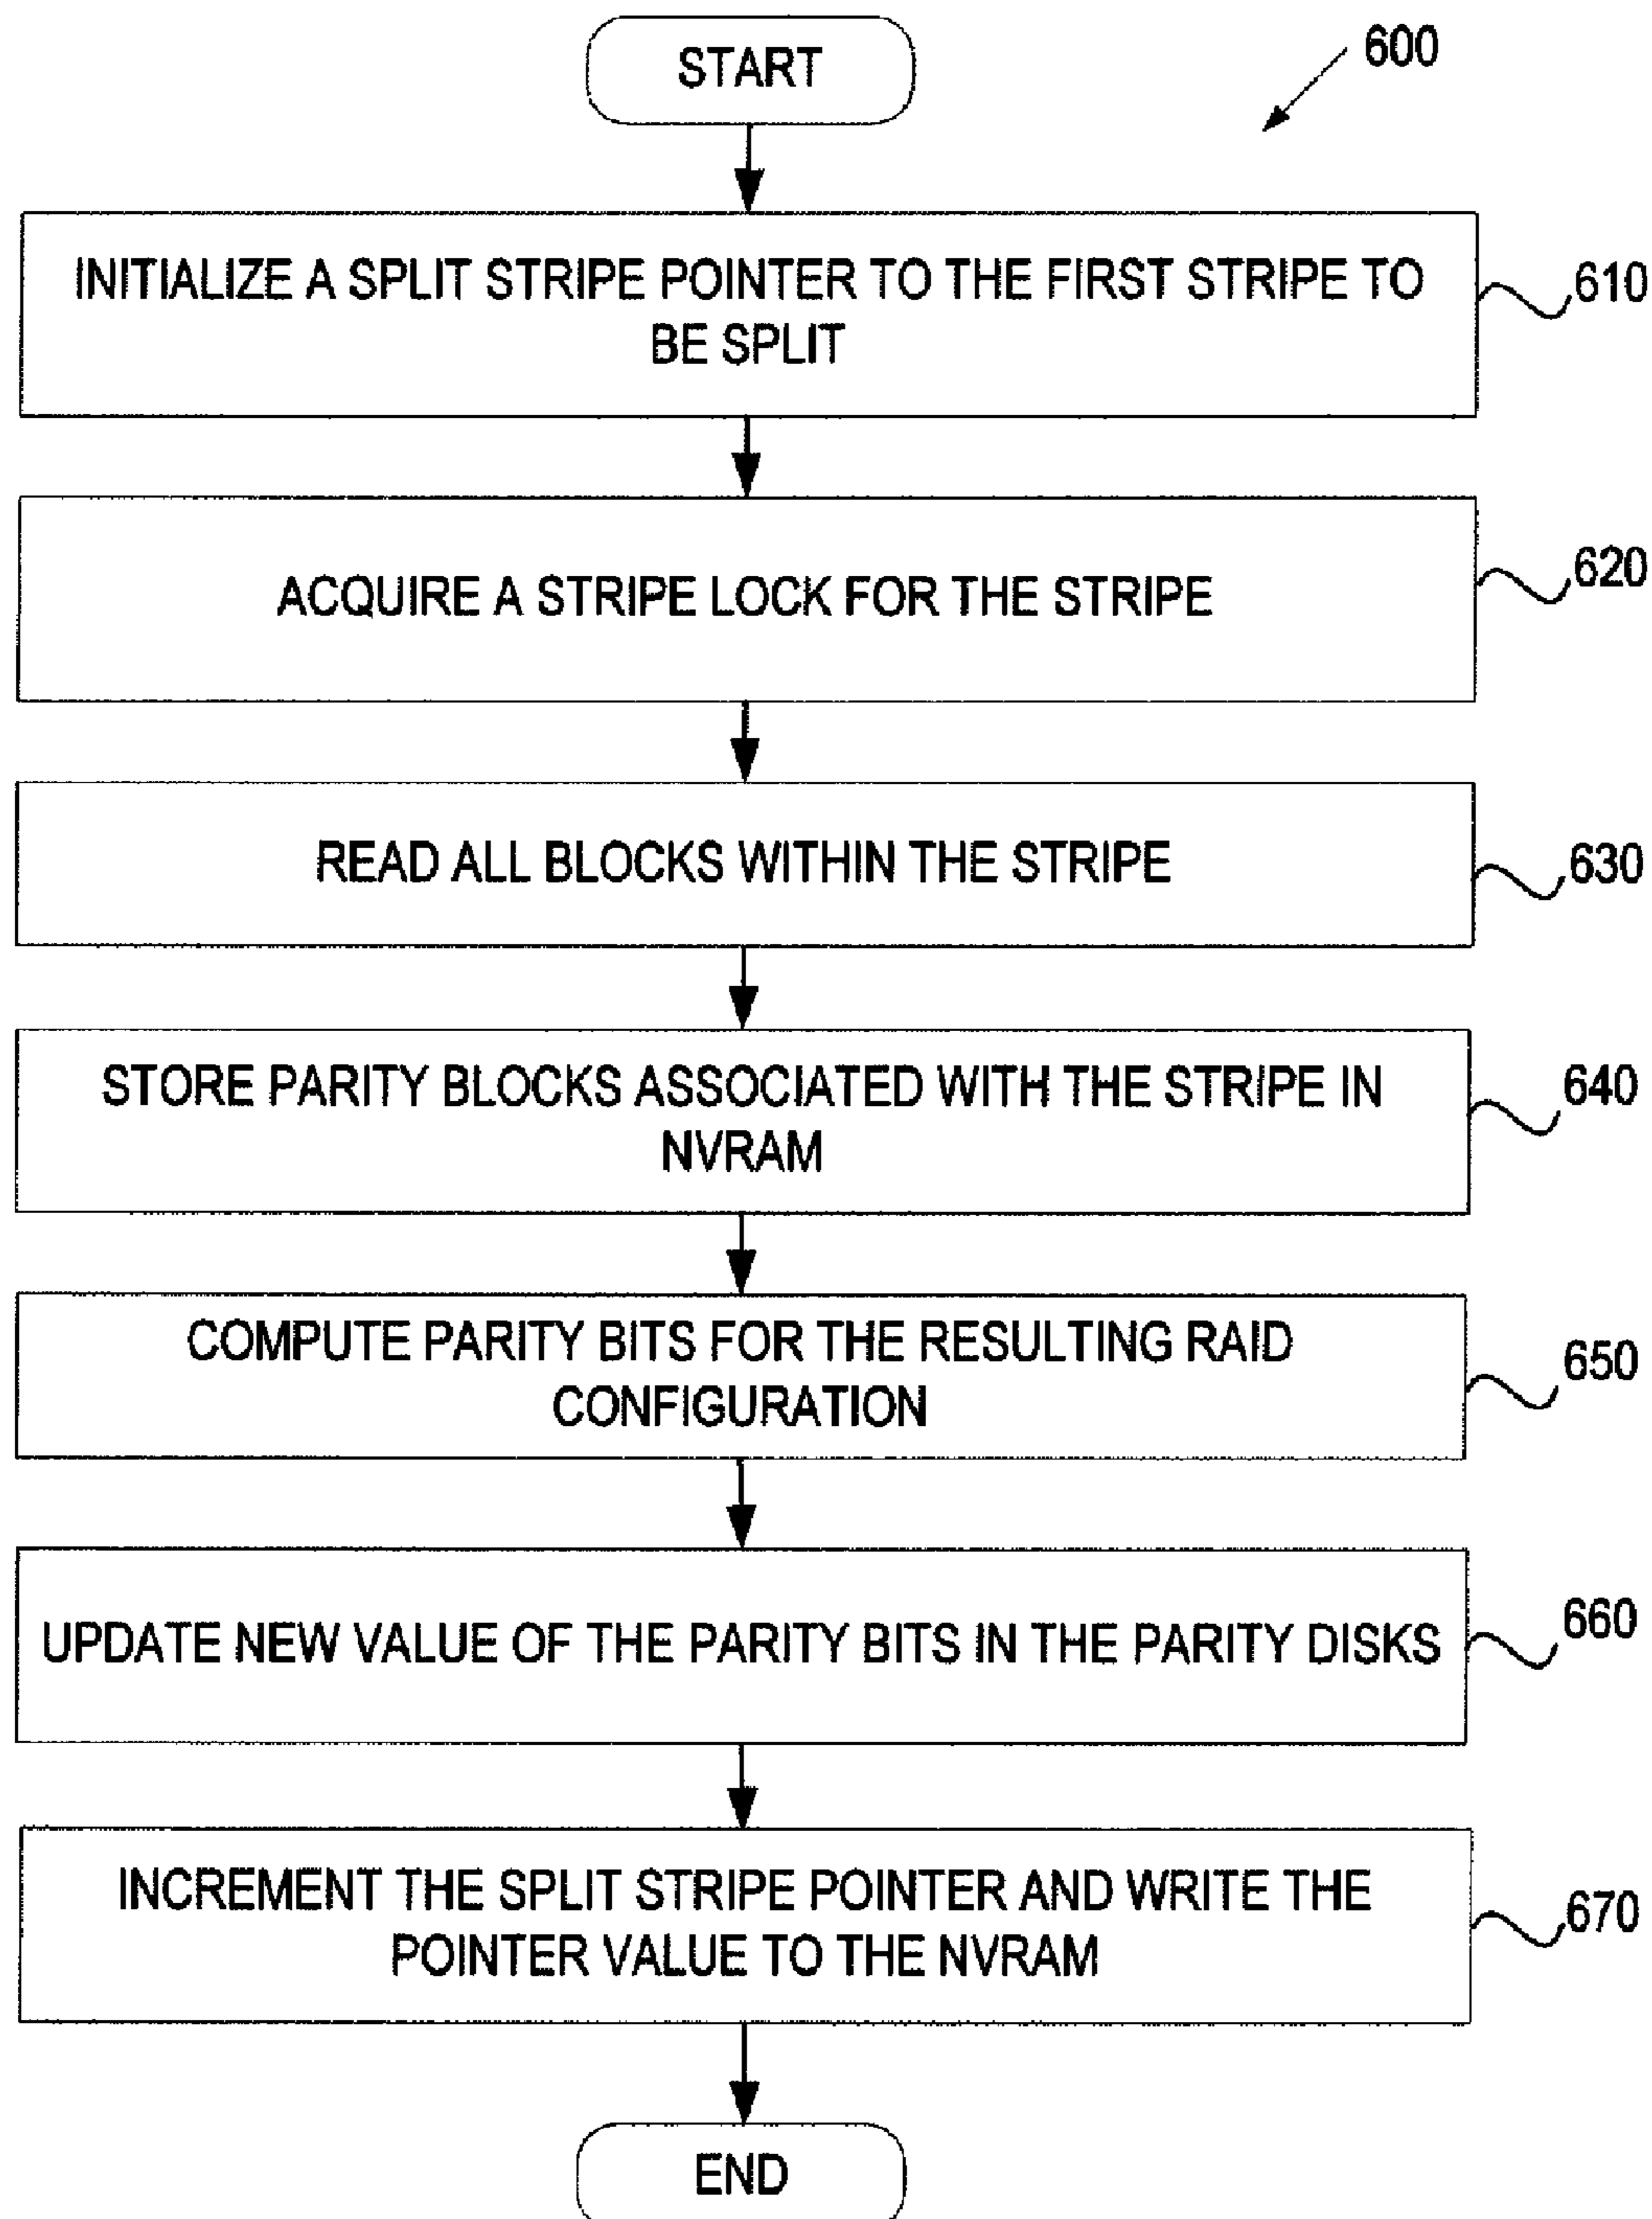 START
600
INITIALIZE A SPLIT STRIPE POINTER TO THE FIRST STRIPE TO
BE SPLIT
610
ACQUIRE A STRIPE LOCK FOR THE STRIPE
620
READ ALL BLOCKS WITHIN THE STRIPE
630
STORE PARITY BLOCKS ASSOCIATED WITH THE STRIPE IN
NVRAM
640
COMPUTE PARITY BITS FOR THE RESULTING RAID
CONFIGURATION
650
UPDATE NEW VALUE OF THE PARITY BITS IN THE PARITY DISKS
660
INCREMENT THE SPLIT STRIPE POINTER AND WRITE THE
POINTER VALUE TO THE NVRAM
670
END